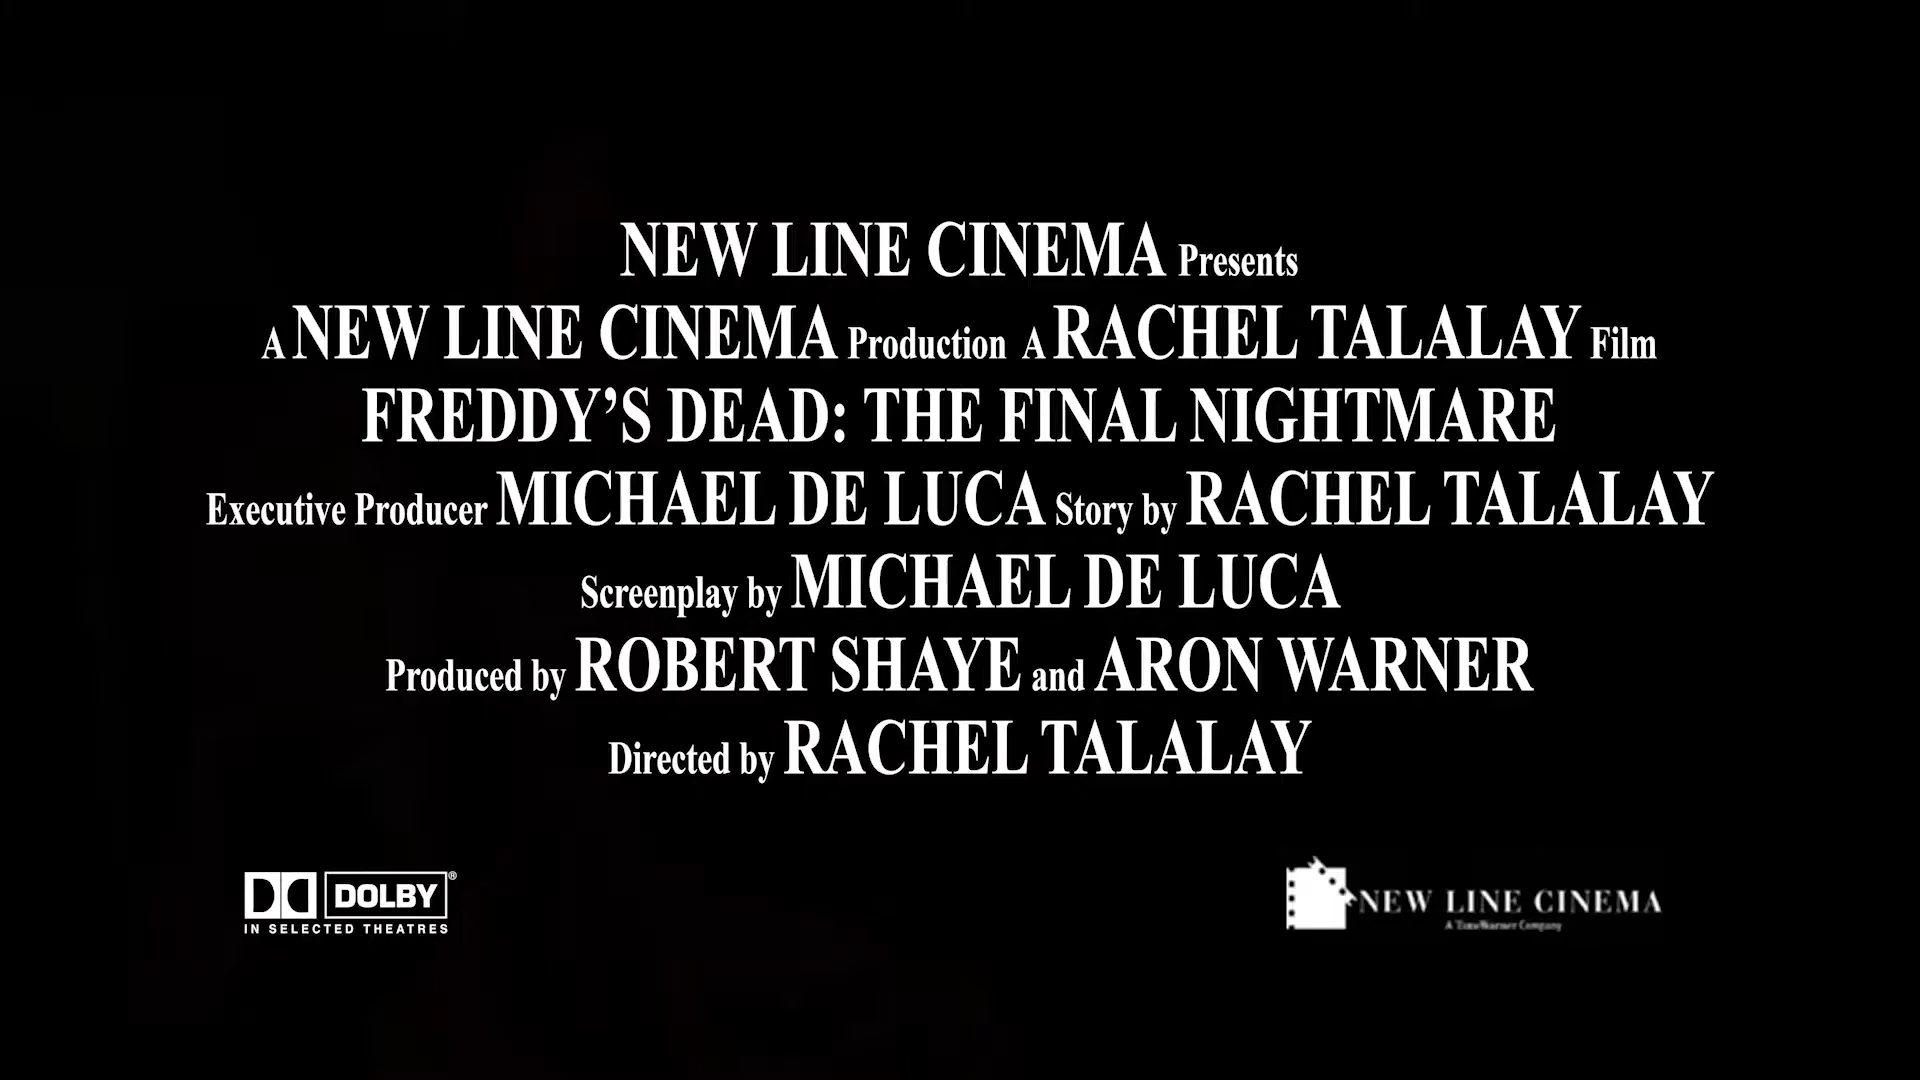 NEW LINE CINEMA Presents
A NEW LINE CINEMA Production A RACHEL TALALAY Film
FREDDY’S DEAD: THE FINAL NIGHTMARE
Executive Producer MICHAEL DE LUCA Story by RACHEL TALALAY
Screenplay by MICHAEL DE LUCA
Produced by ROBERT SHAYE and ARON WARNER
Directed by RACHEL TALALAY
DOLBY®
IN SELECTED THEATRES
NEW LINE CINEMA
A TimeWarner Company